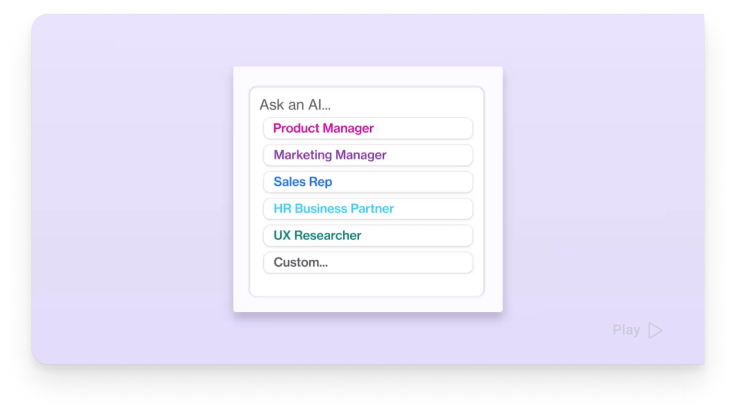 Ask an AI...
Product Manager
Marketing Manager
Sales Rep
HR Business Partner
UX Researcher
Custom...
Play